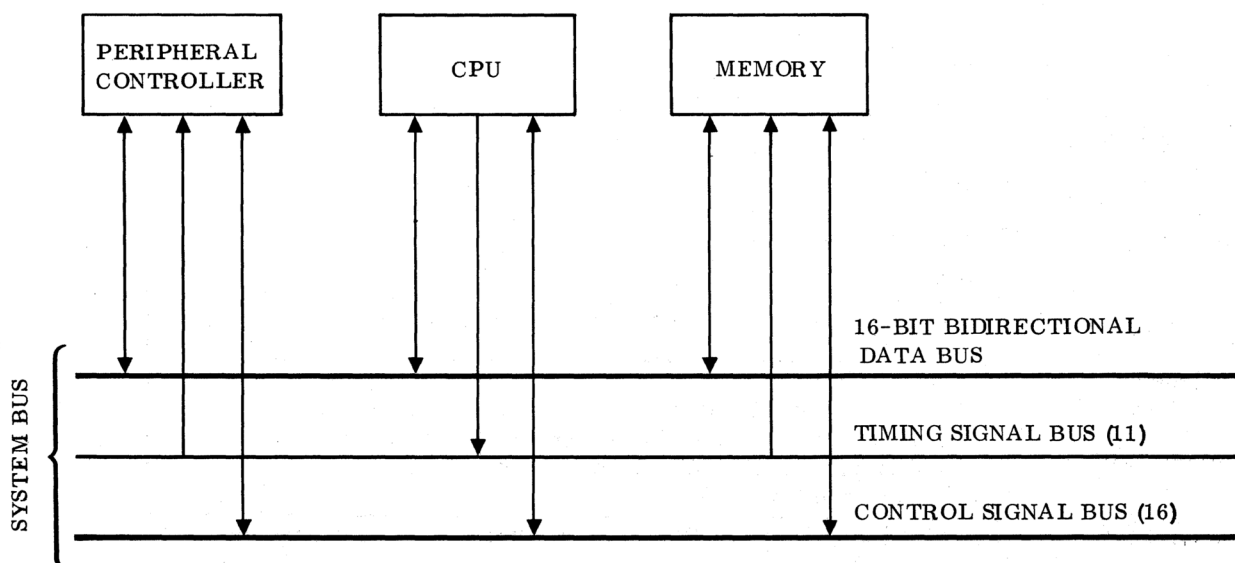 PERIPHERAL
CONTROLLER
CPU
MEMORY
16-BIT BIDIRECTIONAL
DATA BUS
TIMING SIGNAL BUS (11)
CONTROL SIGNAL BUS (16)
SYSTEM BUS